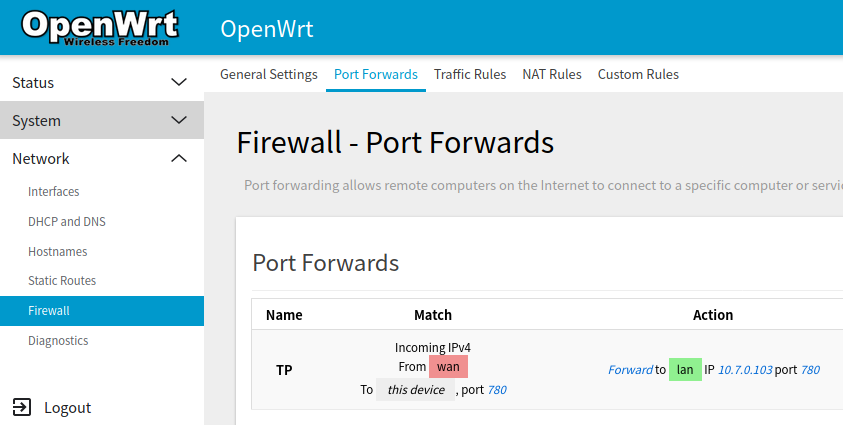 OpenWrt
Wireless Freedom
OpenWrt
Status
System
Network
Interfaces
DHCP and DNS
Hostnames
Static Routes
Firewall
Diagnostics
Logout
General Settings Port Forwards Traffic Rules NAT Rules Custom Rules
Firewall - Port Forwards
Port forwarding allows remote computers on the Internet to connect to a specific computer or
Port Forwards
Name Match Action
TP
Incoming IPv4
From wan
To this device , port 780
Forward to lan IP 10.7.0.103 port 780